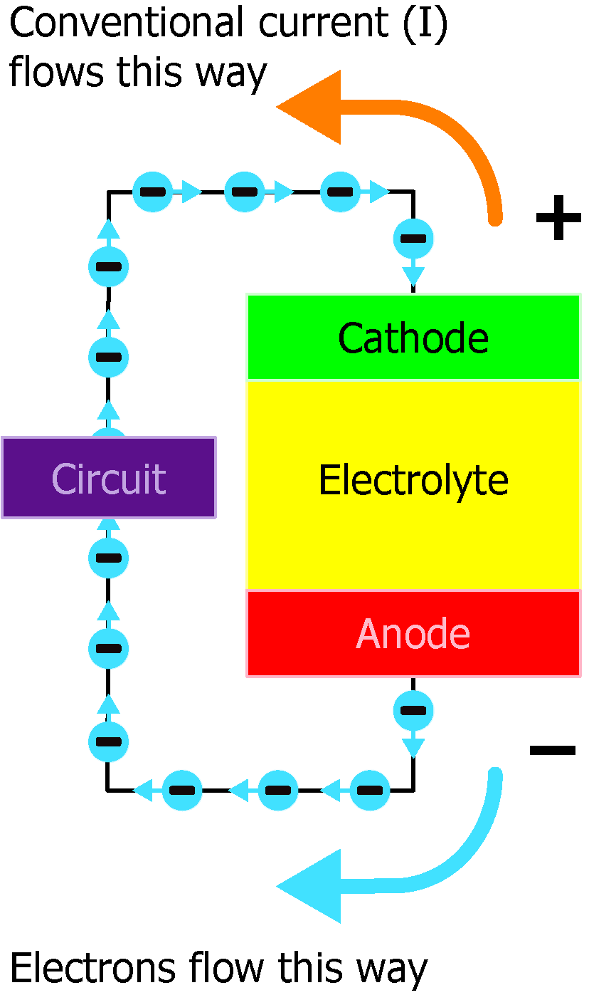 Conventional current (I)
flows this way
+
Cathode
Electrolyte
Circuit
Anode
−
Electrons flow this way